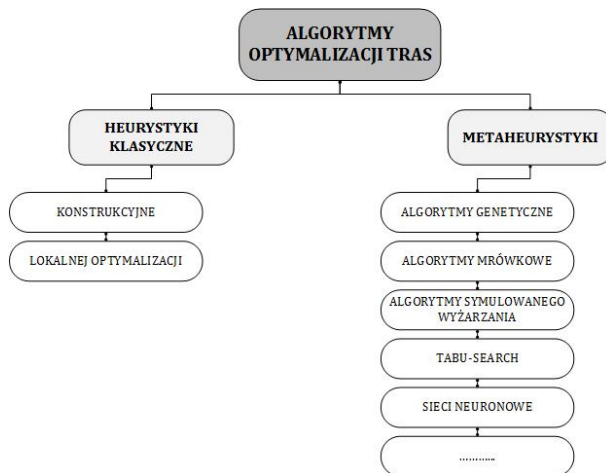 ALGORYTMY
OPTYMALIZACJI TRAS
HEURYSTYKI
KLASYCZNE
METAHEURYSTYKI
KONSTRUKCYJNE
LOKALNEJ OPTYMALIZACJI
ALGORYTMY GENETYCZNE
ALGORYTMY MRÓWKOWE
ALGORYTMY SYMULOWANEGO
WYŻARZANIA
TABU-SEARCH
SIECI NEURONOWE
............